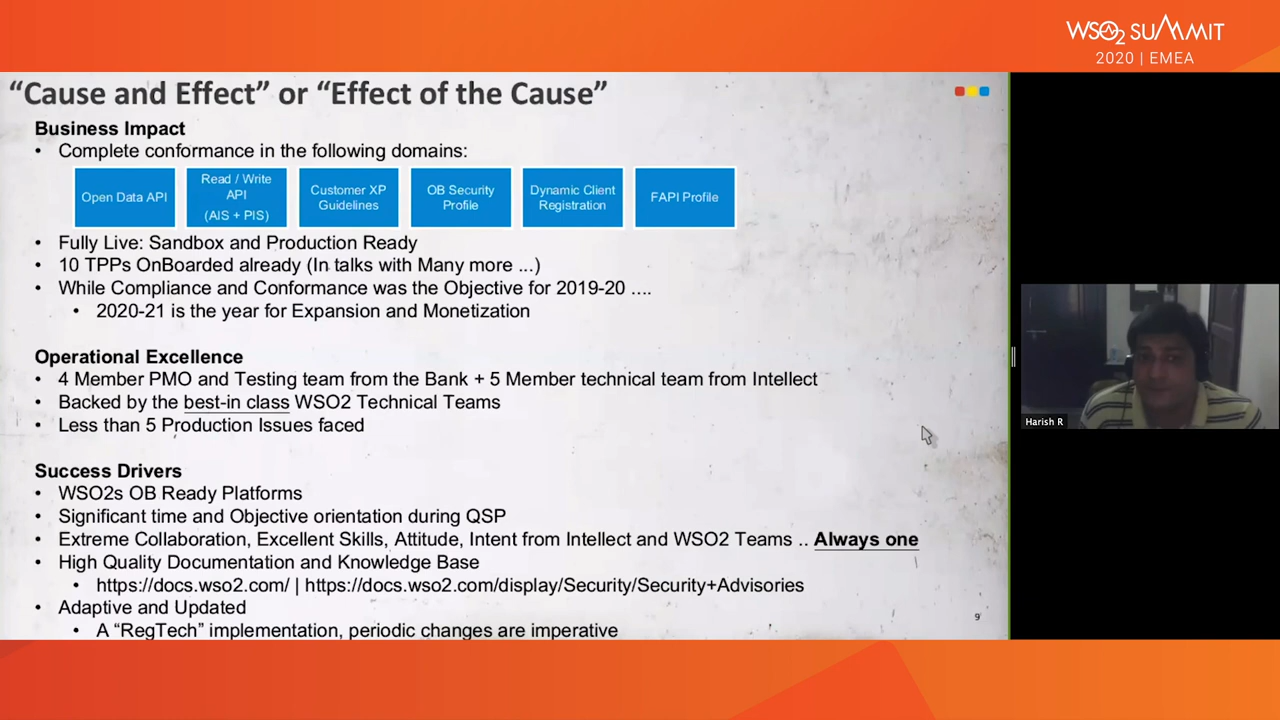 WSO2 SUMMIT
2020 | EMEA
“Cause and Effect” or “Effect of the Cause”
Business Impact
• Complete conformance in the following domains:
Open Data API
Read / Write
API
(AIS + PIS)
Customer XP
Guidelines
OB Security
Profile
Dynamic Client
Registration
FAPI Profile
• Fully Live: Sandbox and Production Ready
• 10 TPPs OnBoarded already (In talks with Many more ...)
• While Compliance and Conformance was the Objective for 2019-20 ....
• 2020-21 is the year for Expansion and Monetization
Operational Excellence
• 4 Member PMO and Testing team from the Bank + 5 Member technical team from Intellect
• Backed by the best-in class WSO2 Technical Teams
• Less than 5 Production Issues faced
Success Drivers
• WSO2s OB Ready Platforms
• Significant time and Objective orientation during QSP
• Extreme Collaboration, Excellent Skills, Attitude, Intent from Intellect and WSO2 Teams .. Always one
• High Quality Documentation and Knowledge Base
• https://docs.wso2.com/ | https://docs.wso2.com/display/Security/Security+Advisories
• Adaptive and Updated
• A “RegTech” implementation, periodic changes are imperative
9
Harish R